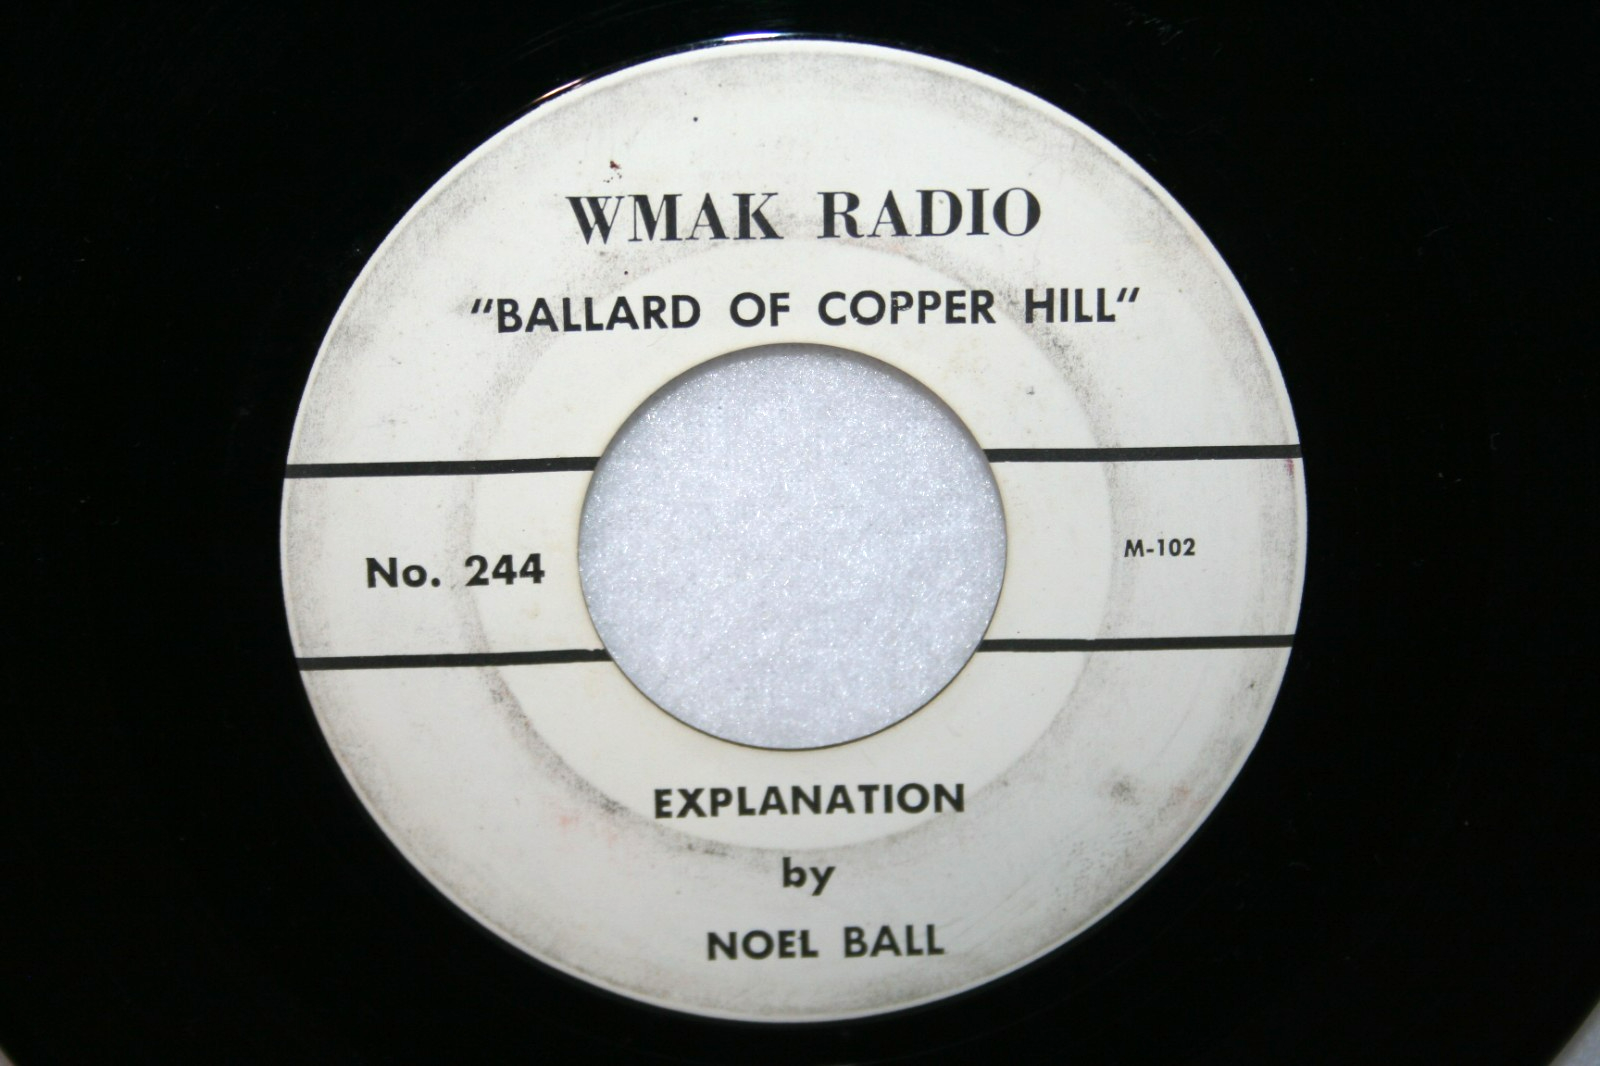 WMAK RADIO
"BALLARD OF COPPER HILL"
No. 244
M-102
EXPLANATION
by
NOEL BALL